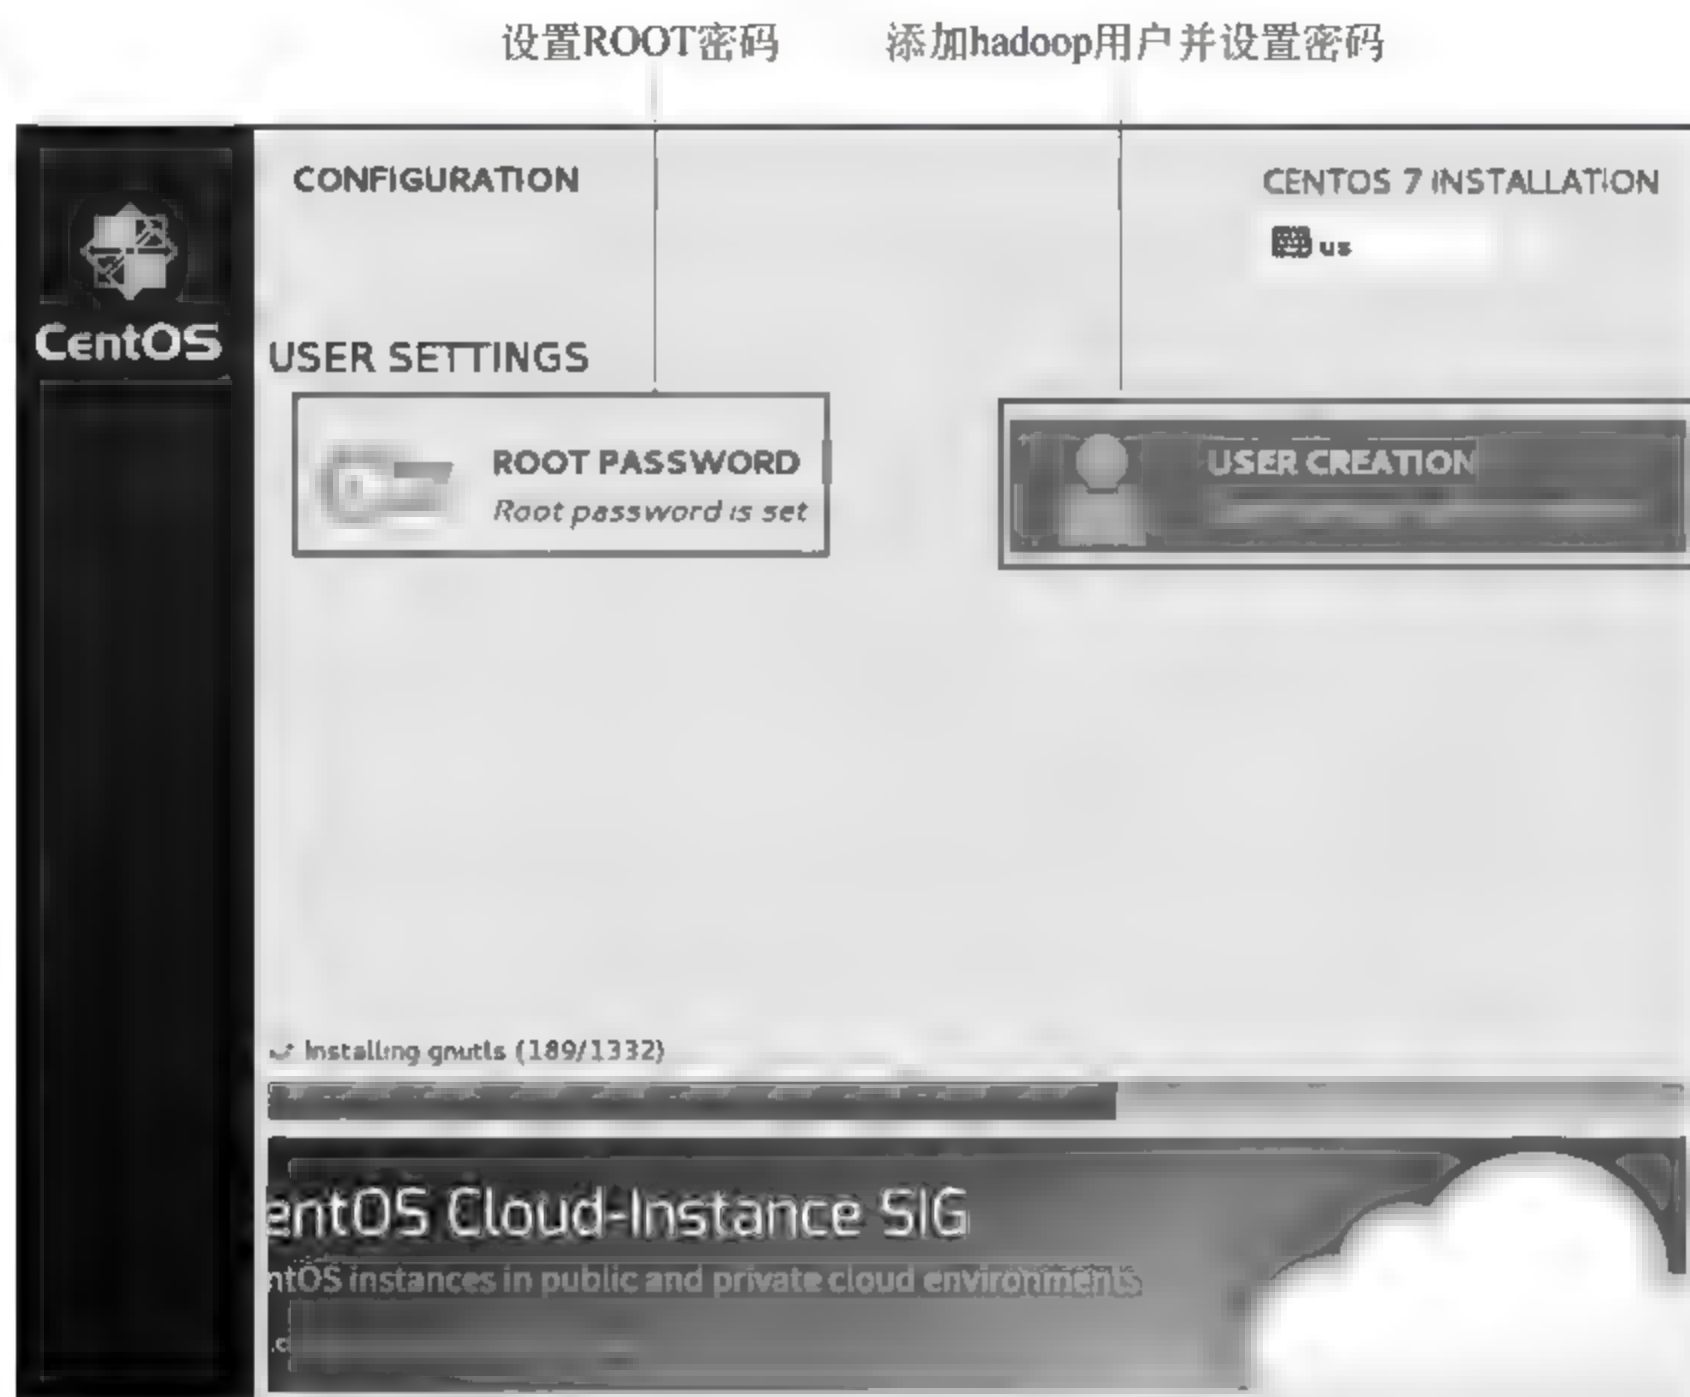 设置ROOT密码
添加hadoop用户并设置密码
CONFIGURATION
CENTOS 7 INSTALLATION
us
CentOS
USER SETTINGS
ROOT PASSWORD
Root password is set
USER CREATION
Installing gnutls (189/1332)
entOS Cloud-Instance SIG
ntOS instances in public and private cloud environments